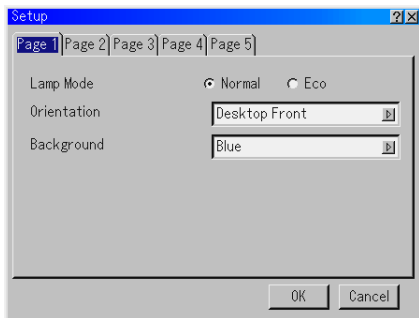 Setup
Page 1 Page 2 Page 3 Page 4 Page 5
Lamp Mode Normal Eco
Orientation Desktop Front
Background Blue
OK Cancel